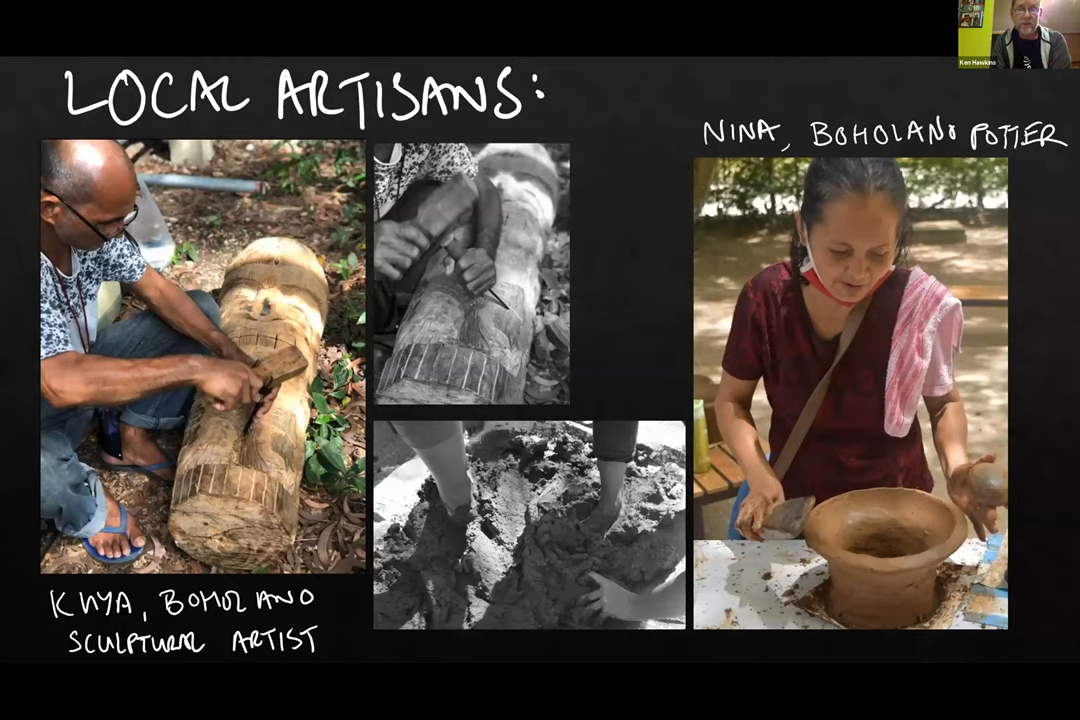 Ken Hawkins
LOCAL ARTISANS:
NINA, BOHOLANO POTTER
KUYA, BOHOLANO
SCULPTURAL ARTIST